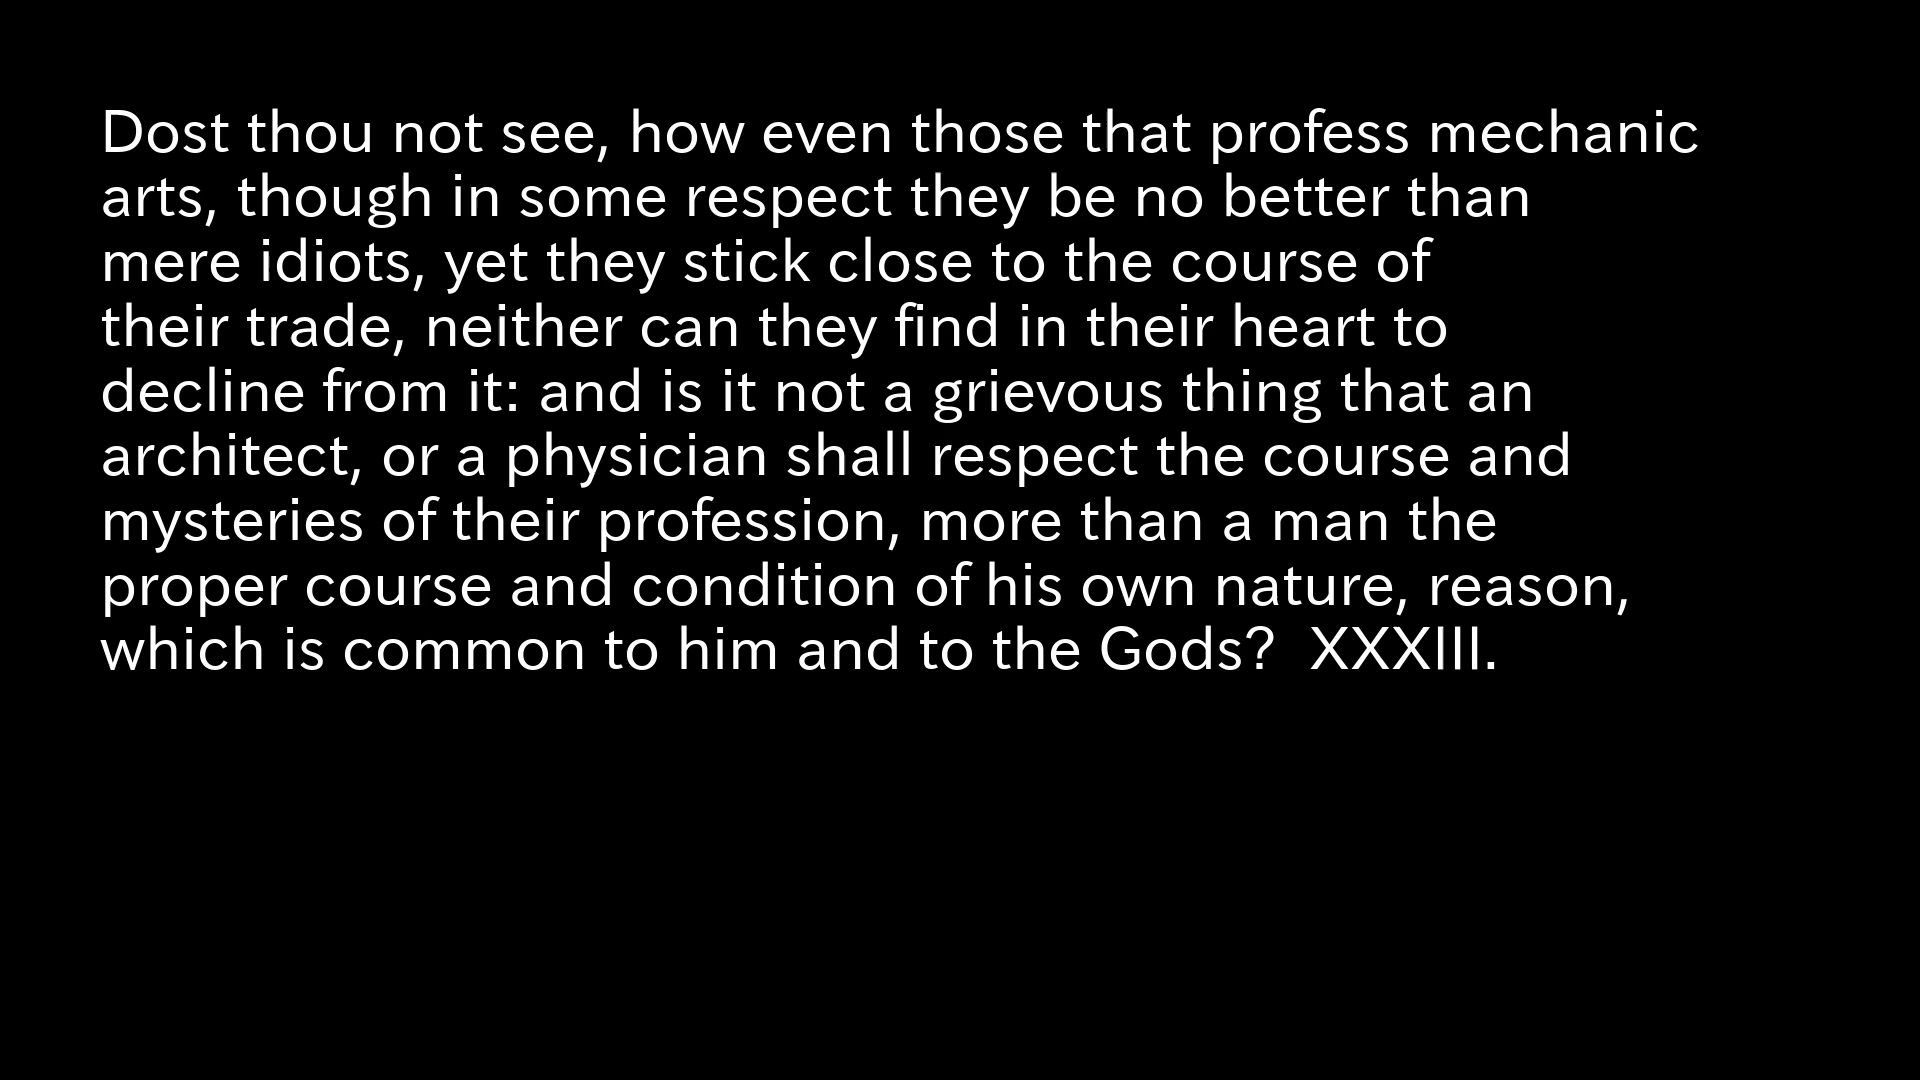 Dost thou not see, how even those that profess mechanic
arts, though in some respect they be no better than
mere idiots, yet they stick close to the course of
their trade, neither can they find in their heart to
decline from it: and is it not a grievous thing that an
architect, or a physician shall respect the course and
mysteries of their profession, more than a man the
proper course and condition of his own nature, reason,
which is common to him and to the Gods?  XXXIII.